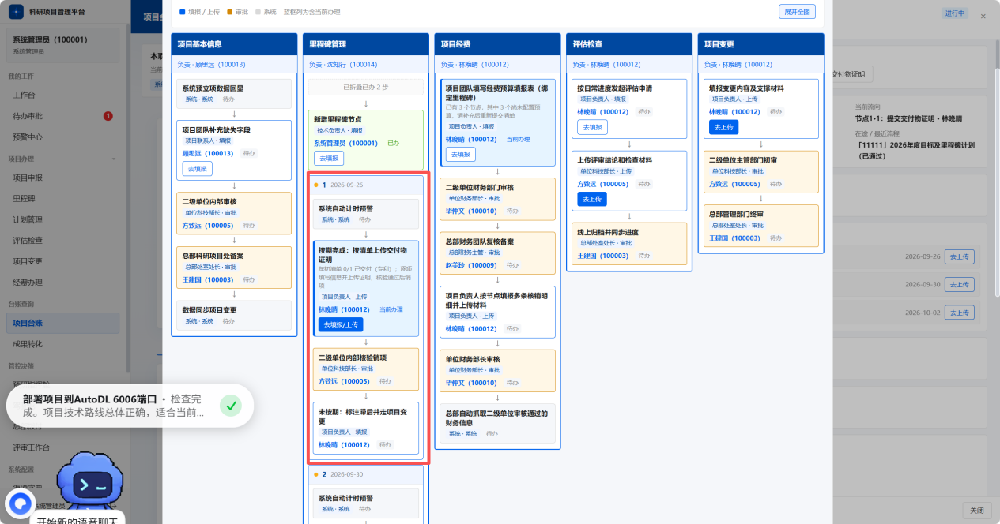 科研项目管理平台
系统管理员（100001）
系统管理员
我的工作
工作台
待办审批
1
预警中心
项目办理
项目申报
里程碑
计划管理
评估检查
项目变更
经费办理
台账查询
项目台账
成果转化
管控决策
评审工作台
系统配置
系统管理员
部署项目到AutoDL 6006端口 · 检查完
成。项目技术路线总体正确，适合当前...
开始新的语音聊天
填报 / 上传
审批
系统
蓝框列为含当前办理
展开全图
项目基本信息
负责 · 顾思远（100013）
系统预立项数据回显
系统 · 系统
待办
↓
项目团队补充缺失字段
项目联系人 · 填报
顾思远（100013）
待办
去填报
↓
二级单位内部审核
单位科技部长 · 审批
方致远（100005）
待办
↓
总部科研项目处备案
总部处室处长 · 审批
王建国（100003）
待办
↓
数据同步项目变更
系统 · 系统
待办
里程碑管理
负责 · 沈知行（100014）
已折叠已办 2 步
↓
新增里程碑节点
技术负责人 · 填报
系统管理员（100001）
已办
去填报
1 2026-09-26
系统自动计时预警
系统 · 系统
待办
↓
按期完成：按清单上传交付物
证明
年初清单 0/1 已交付（专利）；逐项
填写信息并上传证明，核验通过后销
项
项目负责人 · 上传
林晚晴（100012）
当前办理
去填报/上传
↓
二级单位内部核验销项
单位科技部长 · 审批
方致远（100005）
待办
↓
未按期：标注滞后并走项目变
更
项目负责人 · 填报
林晚晴（100012）
待办
2 2026-09-30
系统自动计时预警
系统 · 系统
待办
↓
项目经费
负责 · 林晚晴（100012）
项目团队填写经费预算填报表（绑
定里程碑）
已有 3 个节点，其中 3 个尚未配置预
算，请补充后重新提交清单
项目负责人 · 填报
林晚晴（100012）
当前办理
去填报
↓
二级单位财务部门审核
单位财务部长 · 审批
毕仲文（100010）
待办
↓
总部财务团队复核备案
总部财务主管 · 审批
赵美玲（100009）
待办
↓
项目负责人按节点填报多条核销明
细并上传材料
项目负责人 · 上传
林晚晴（100012）
待办
↓
单位财务部长审核
单位财务部长 · 审批
毕仲文（100010）
待办
↓
总部自动抓取二级单位审核通过的
财务信息
系统 · 系统
待办
评估检查
负责 · 林晚晴（100012）
按日常进度发起评估申请
项目负责人 · 填报
林晚晴（100012）
待办
去填报
↓
上传评审结论和检查材料
单位科技部长 · 上传
方致远（100005）
待办
去上传
↓
线上归档并同步进度
总部处室处长 · 审批
王建国（100003）
待办
项目变更
负责 · 林晚晴（100012）
填报变更内容及支撑材料
项目负责人 · 上传
林晚晴（100012）
待办
去上传
↓
二级单位主管部门初审
单位科技部长 · 审批
方致远（100005）
待办
↓
总部管理部门终审
总部处室处长 · 审批
王建国（100003）
待办
进行中
×
交付物证明
当前流向
节点1·1：提交交付物证明 · 林晚晴
在途 / 最近流程
「11111」2026年度目标及里程碑计划
（已通过）
2026-09-26
去上传
2026-09-30
去上传
2026-10-02
去上传
关闭